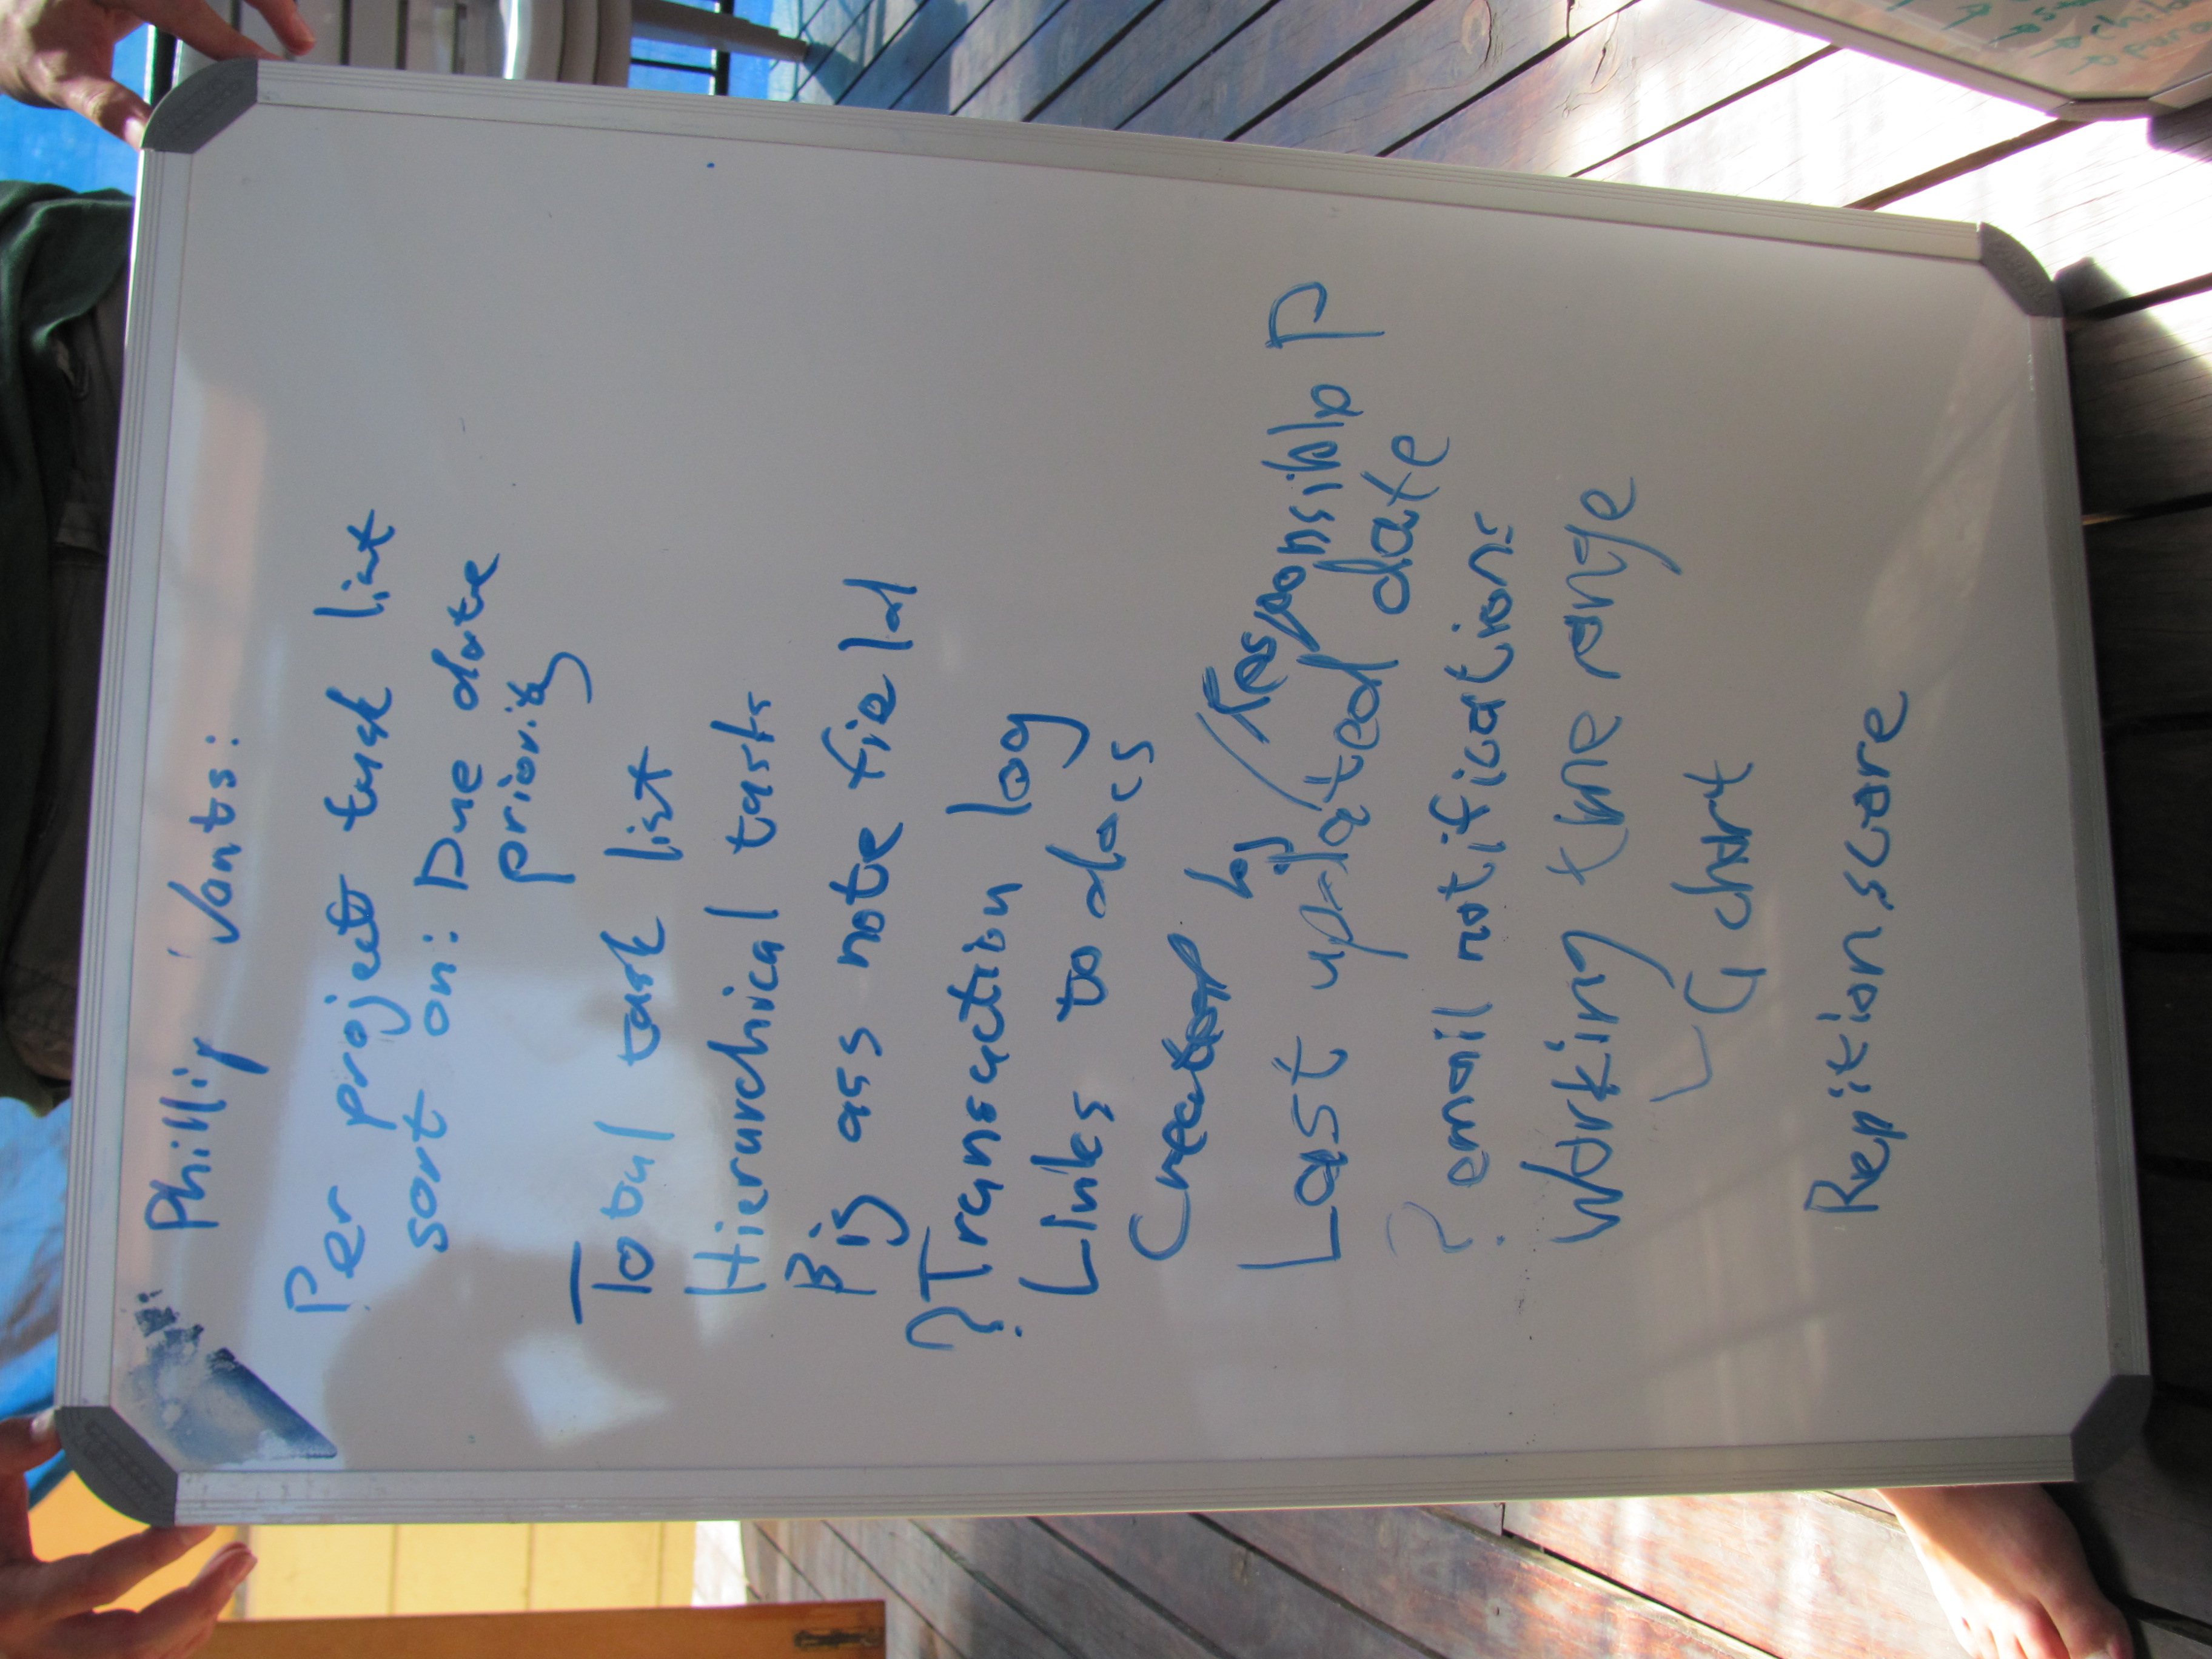 Phillip Wants:
Per project task list
sort on: Due date
priority
Total task list
Hierarchical tasks
Big ass note field
? Transaction log
Links to docs
Created by / Responsible P
Last updated date
? email notifications
Working time range
G chart
Repition score